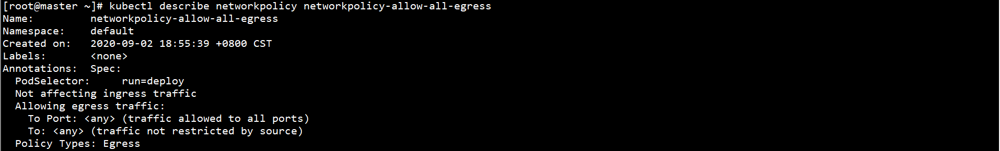 [root@master ~]# kubectl describe networkpolicy networkpolicy-allow-all-egress
Name:         networkpolicy-allow-all-egress
Namespace:    default
Created on:   2020-09-02 18:55:39 +0800 CST
Labels:       <none>
Annotations:  Spec:
  PodSelector:     run=deploy
  Not affecting ingress traffic
  Allowing egress traffic:
    To Port: <any> (traffic allowed to all ports)
    To: <any> (traffic not restricted by source)
  Policy Types: Egress